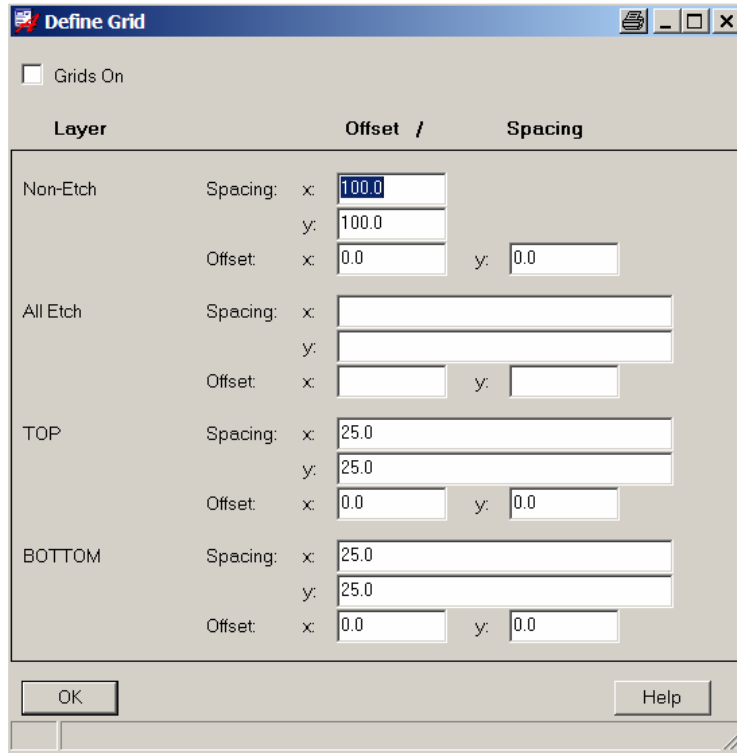 Define Grid
Grids On
Layer Offset / Spacing
Non-Etch Spacing: x: 100.0
y: 100.0
Offset: x: 0.0 y: 0.0
All Etch Spacing: x:
y:
Offset: x: y:
TOP Spacing: x: 25.0
y: 25.0
Offset: x: 0.0 y: 0.0
BOTTOM Spacing: x: 25.0
y: 25.0
Offset: x: 0.0 y: 0.0
OK Help